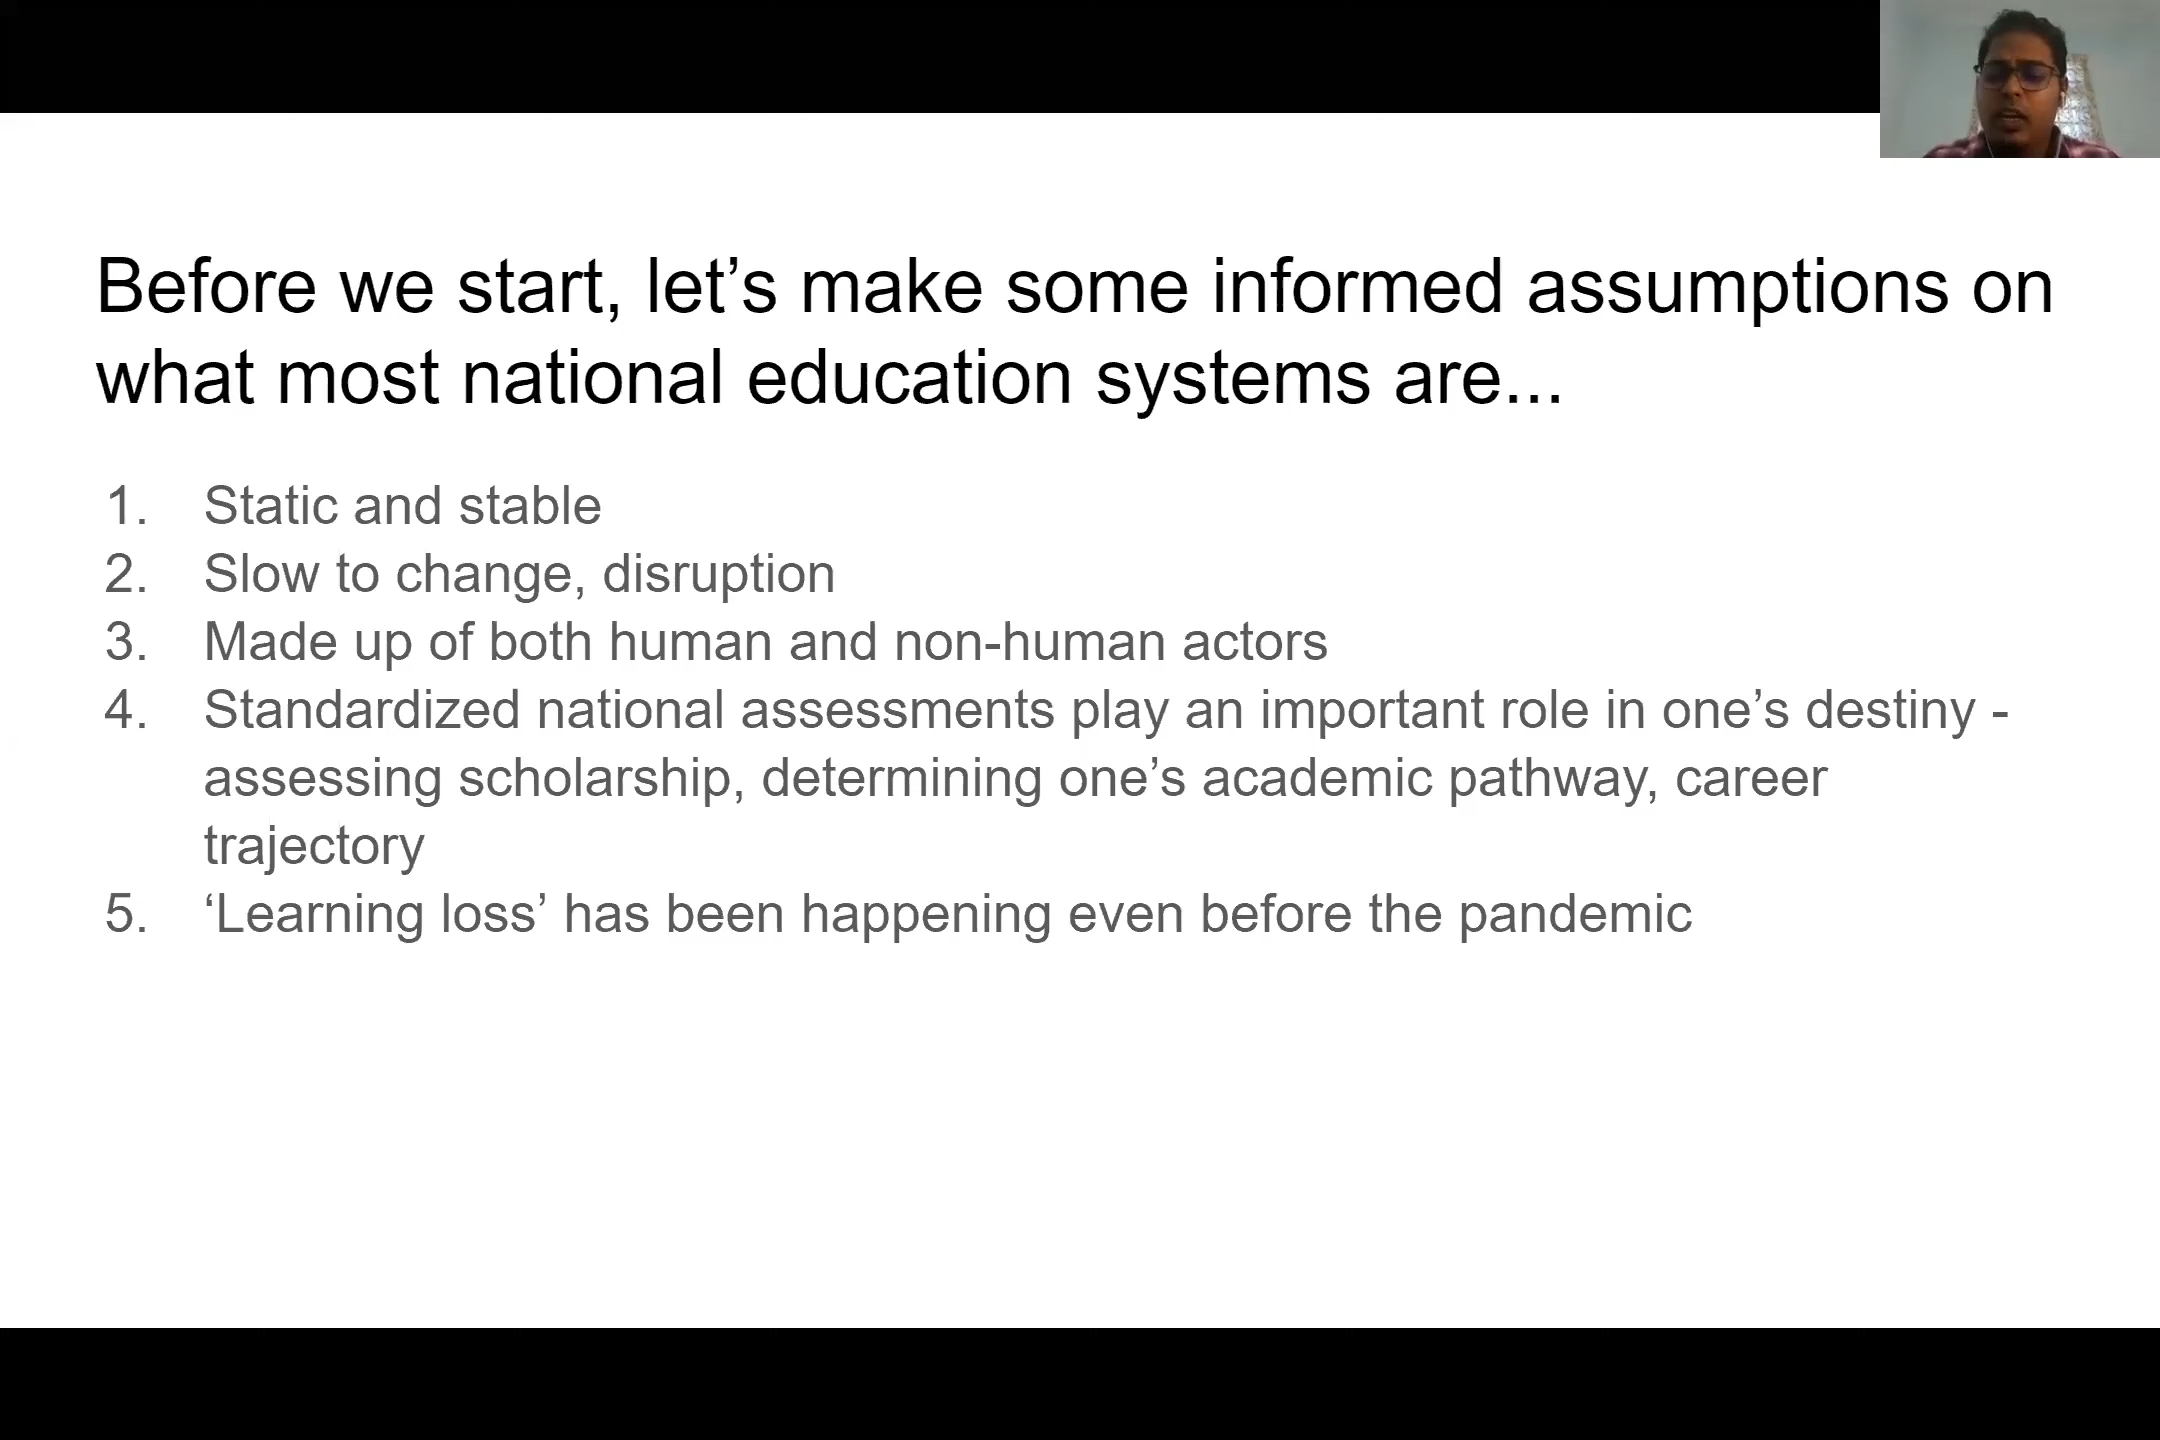 Before we start, let’s make some informed assumptions on
what most national education systems are...
1. Static and stable
2. Slow to change, disruption
3. Made up of both human and non-human actors
4. Standardized national assessments play an important role in one’s destiny -
assessing scholarship, determining one’s academic pathway, career
trajectory
5. ‘Learning loss’ has been happening even before the pandemic